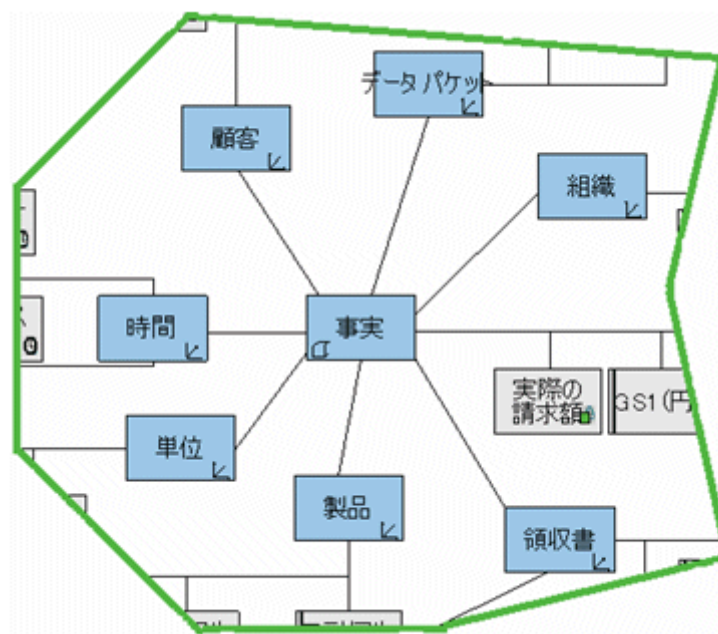 データパケット
顧客
組織
時間
事実
実際の
請求額
GS1(円
単位
製品
領収書